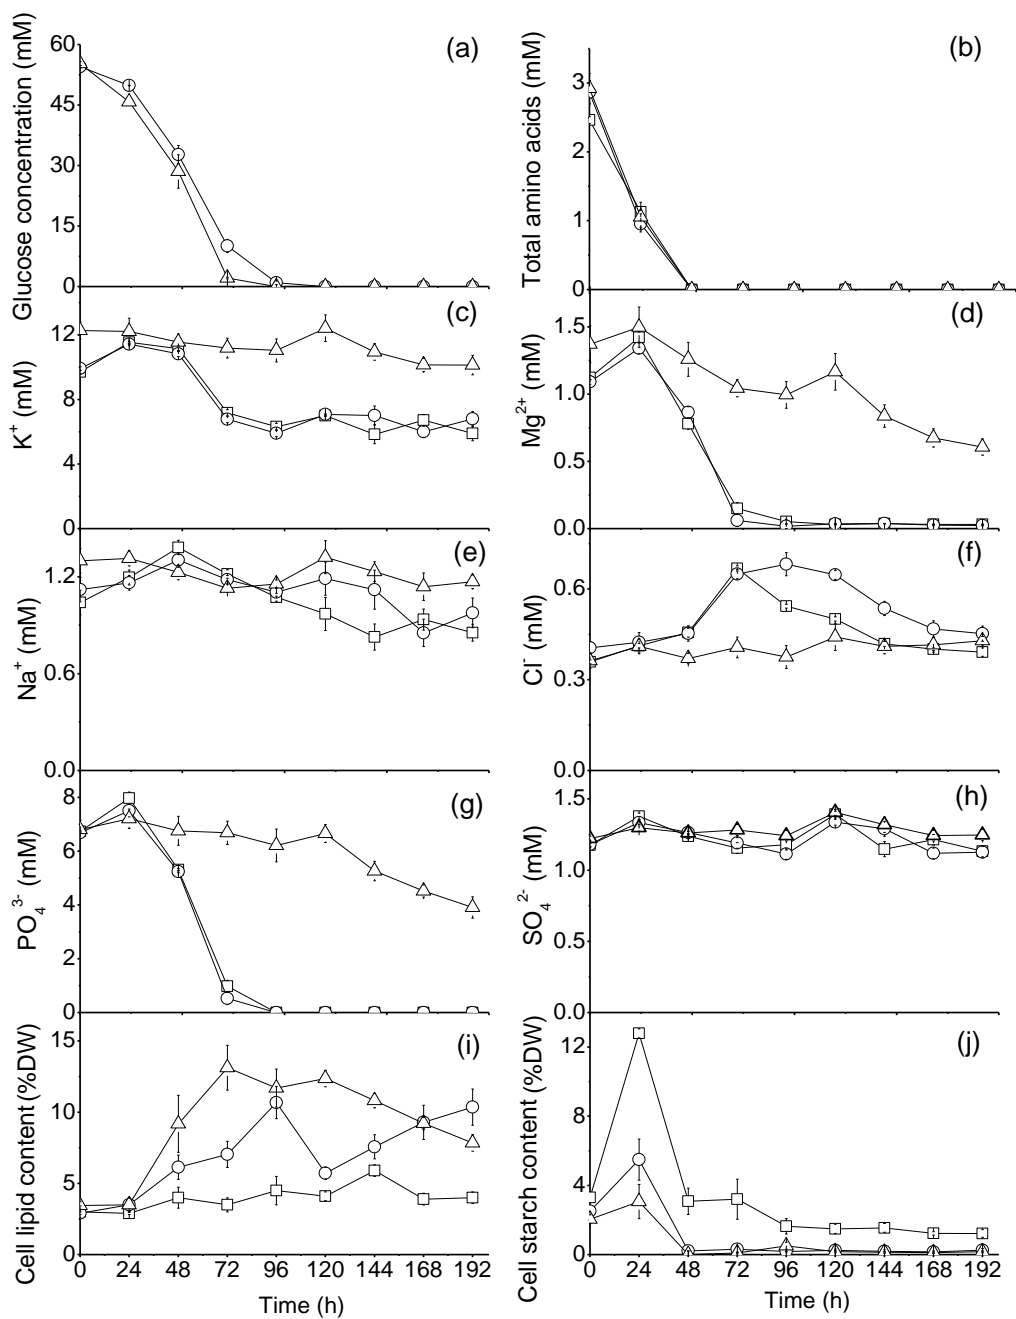 (a)
Glucose concentration (mM)
60
45
30
15
0
(b)
Total amino acids (mM)
3
2
1
0
(c)
K⁺ (mM)
12
8
4
0
(d)
Mg²⁺ (mM)
1.5
1.0
0.5
0.0
(e)
Na⁺ (mM)
1.2
0.6
0.0
(f)
Cl⁻ (mM)
0.6
0.3
0.0
(g)
PO₄³⁻ (mM)
8
6
4
2
0
(h)
SO₄²⁻ (mM)
1.5
1.0
0.5
0.0
(i)
Cell lipid content (%DW)
15
10
5
0
0 24 48 72 96 120 144 168 192
Time (h)
(j)
Cell starch content (%DW)
12
8
4
0
0 24 48 72 96 120 144 168 192
Time (h)